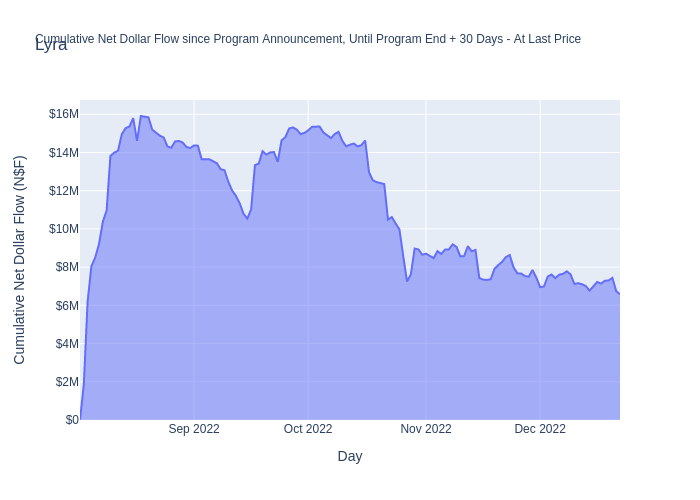 Cumulative Net Dollar Flow since Program Announcement, Until Program End + 30 Days - At Last Price
Lyra
$16M
$14M
$12M
$10M
$8M
$6M
$4M
$2M
$0
Cumulative Net Dollar Flow (N$F)
Sep 2022 Oct 2022 Nov 2022 Dec 2022
Day